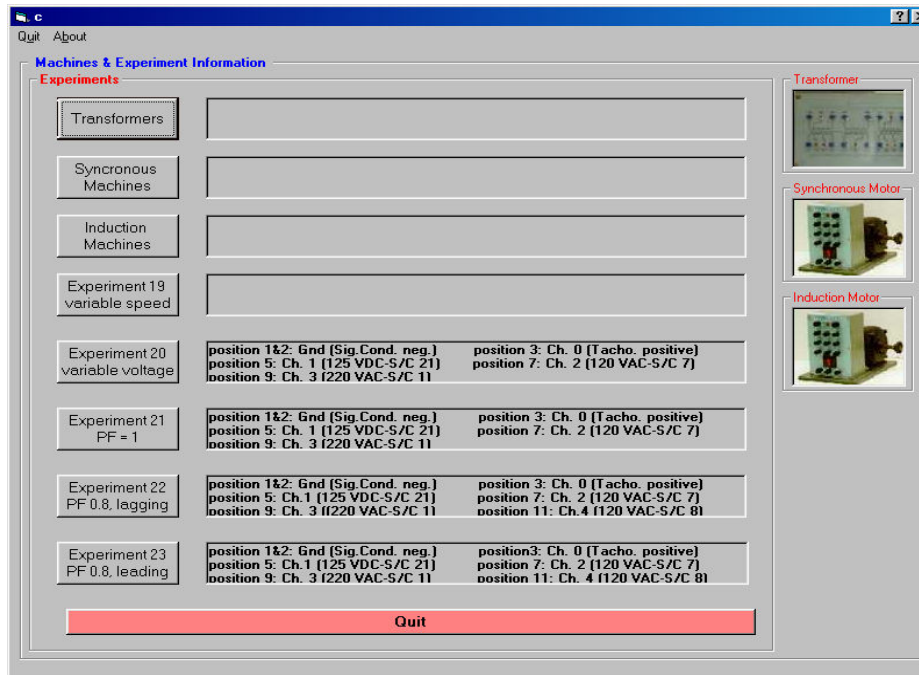 c
Quit About
Machines & Experiment Information
Experiments
Transformers
Syncronous
Machines
Induction
Machines
Experiment 19
variable speed
Experiment 20
variable voltage
position 1&2: Gnd (Sig.Cond. neg.) position 3: Ch. 0 (Tacho. positive)
position 5: Ch. 1 (125 VDC-S/C 21) position 7: Ch. 2 (120 VAC-S/C 7)
position 9: Ch. 3 (220 VAC-S/C 1)
Experiment 21
PF = 1
position 1&2: Gnd (Sig.Cond. neg.) position 3: Ch. 0 (Tacho. positive)
position 5: Ch. 1 (125 VDC-S/C 21) position 7: Ch. 2 (120 VAC-S/C 7)
position 9: Ch. 3 (220 VAC-S/C 1)
Experiment 22
PF 0.8, lagging
position 1&2: Gnd (Sig.Cond. neg.) position 3: Ch. 0 (Tacho. positive)
position 5: Ch.1 (125 VDC-S/C 21) position 7: Ch. 2 (120 VAC-S/C 7)
position 9: Ch. 3 ((220 VAC-S/C 1) position 11: Ch.4 (120 VAC-S/C 8)
Experiment 23
PF 0.8, leading
position 1&2: Gnd (Sig.Cond. neg.) position3: Ch. 0 (Tacho. positive)
position 5: Ch.1 (125 VDC-S/C 21) position 7: Ch. 2 (120 VAC-S/C 7)
position 9: Ch. 3 (220 VAC-S/C 1) position 11: Ch. 4 (120 VAC-S/C 8)
Quit
Transformer
Synchronous Motor
Induction Motor